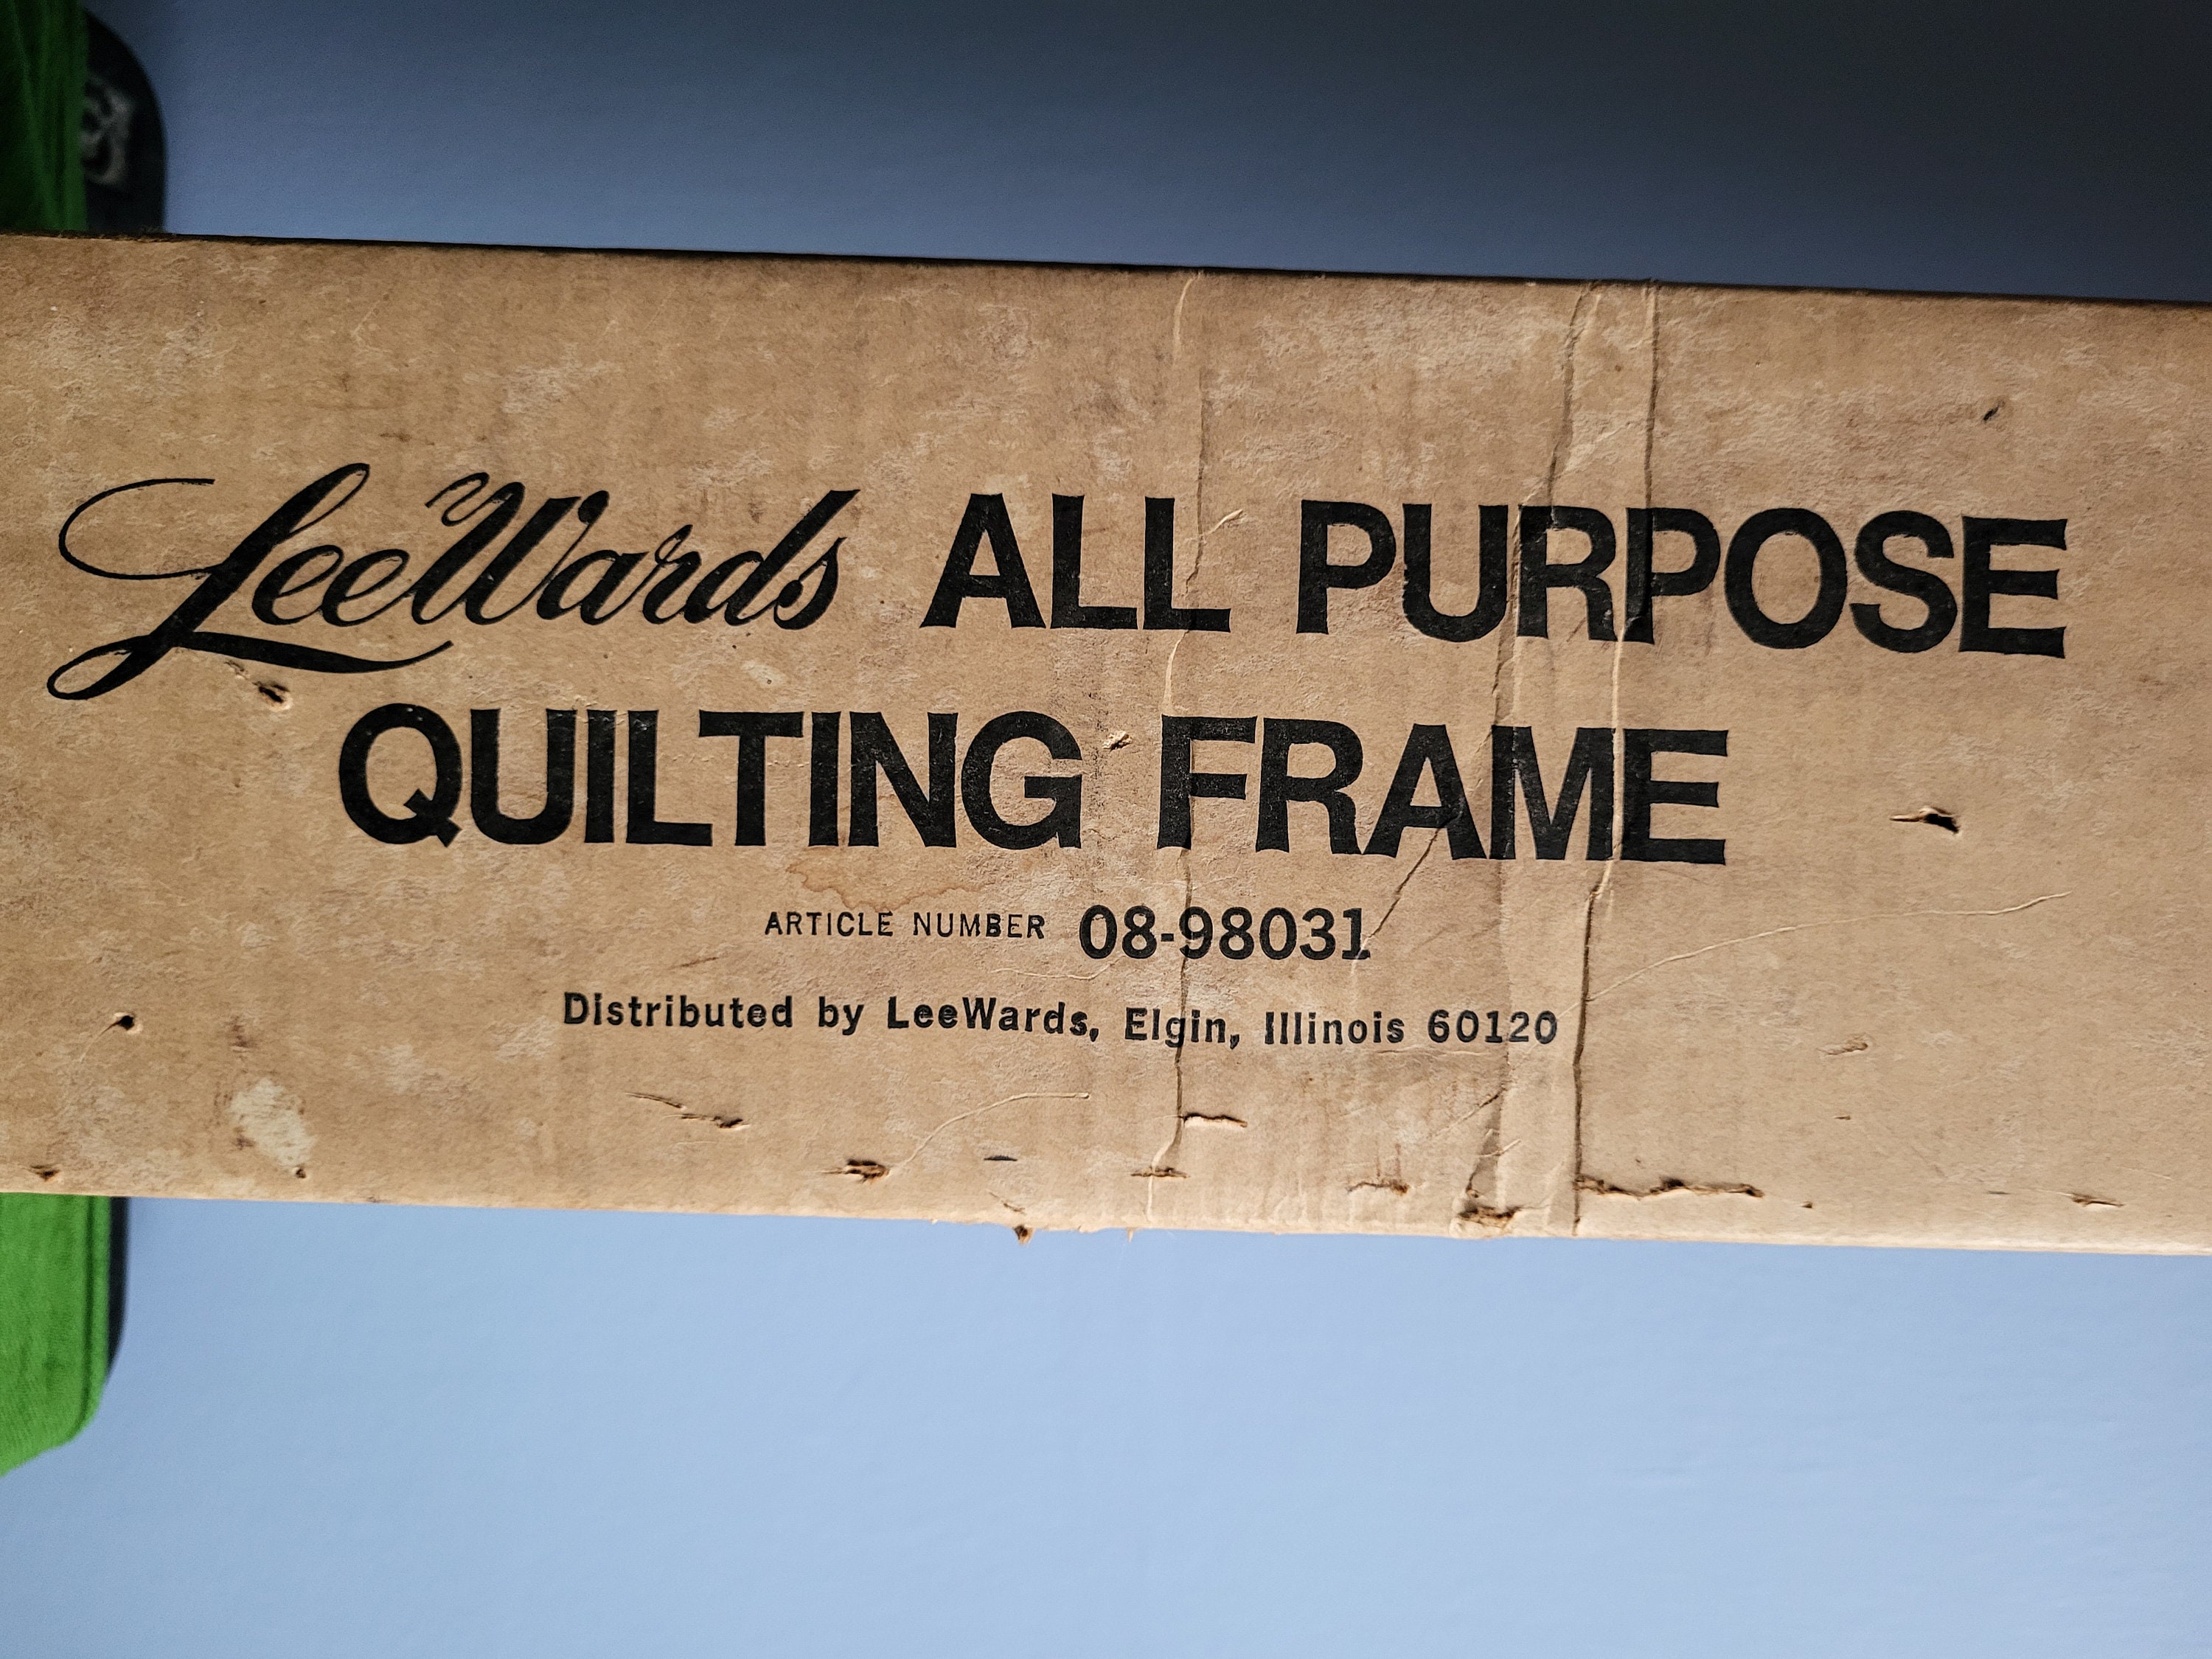 LeeWards ALL PURPOSE
QUILTING FRAME
ARTICLE NUMBER 08-98031
Distributed by LeeWards, Elgin, Illinois 60120